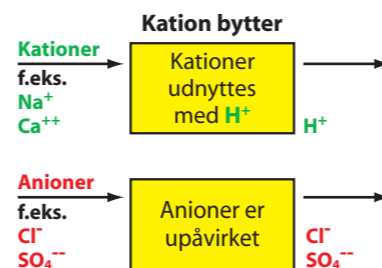 Kation bytter
Kationer
f.eks.
Na⁺
Ca⁺⁺
Kationer
udnyttes
med H⁺
H⁺
Anioner
f.eks.
Cl⁻
SO₄⁻⁻
Anioner er
upåvirket
Cl⁻
SO₄⁻⁻